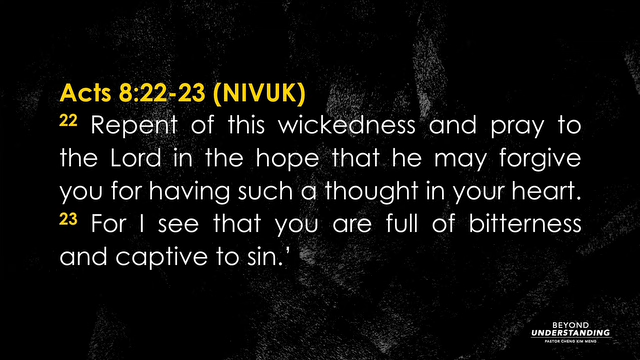 Acts 8:22-23 (NIVUK)
22 Repent of this wickedness and pray to
the Lord in the hope that he may forgive
you for having such a thought in your heart.
23 For I see that you are full of bitterness
and captive to sin.’
BEYOND
UNDERSTANDING
PASTOR CHENG KIM MENG